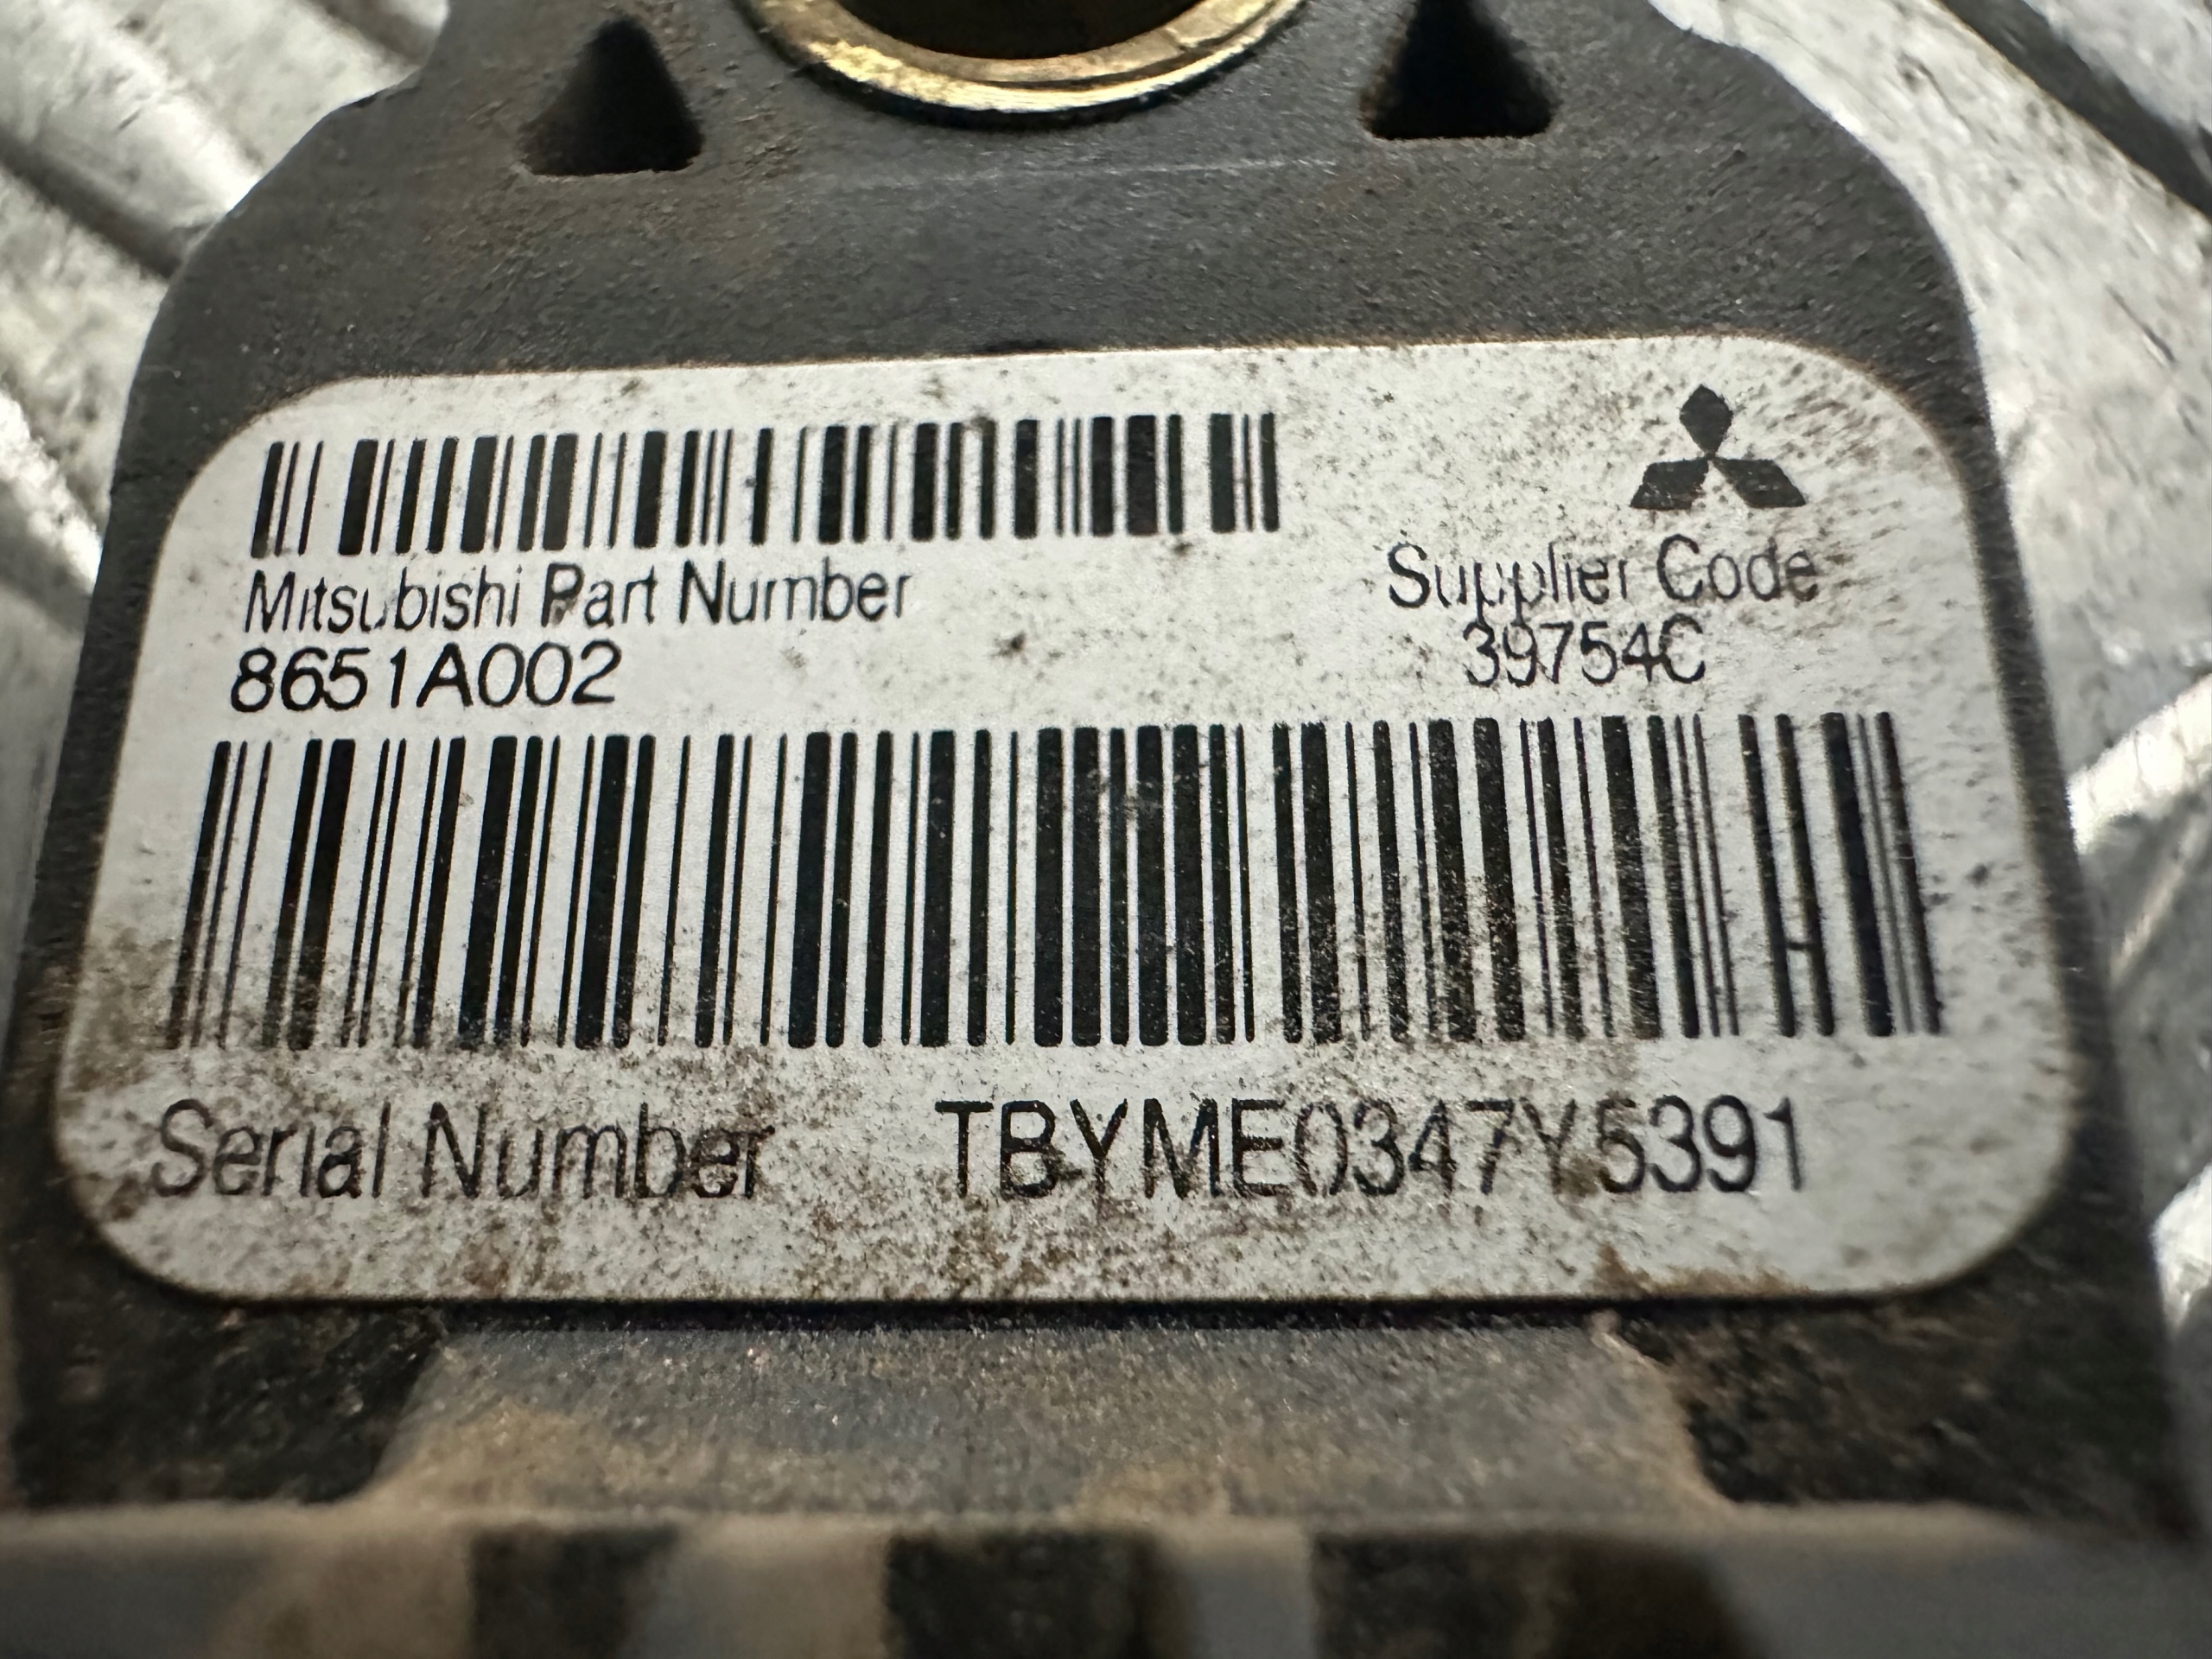 Mitsubishi Part Number
8651A002
Supplier Code
39754C
Serial Number TBYME0347Y5391